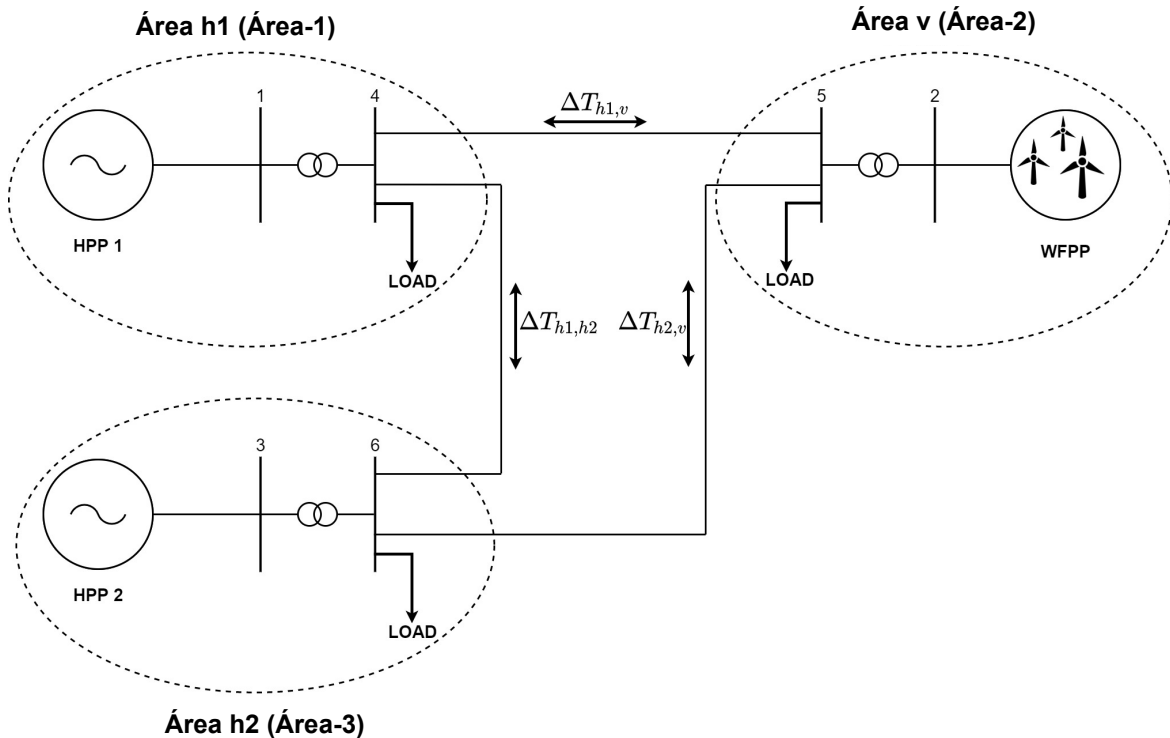 Área h1 (Área-1)
Área v (Área-2)
1
4
5
2
ΔT_{h1,v}
HPP 1
WFPP
LOAD
LOAD
ΔT_{h1,h2}
ΔT_{h2,v}
3
6
HPP 2
LOAD
Área h2 (Área-3)